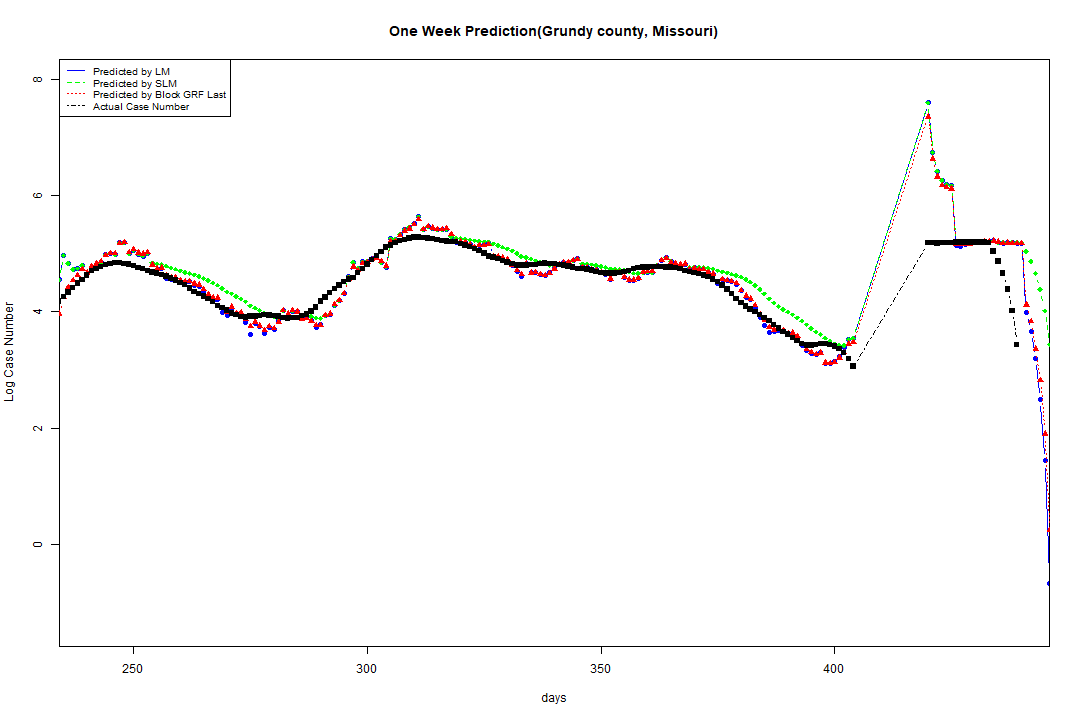 One Week Prediction(Grundy county, Missouri)
Predicted by LM
Predicted by SLM
Predicted by Block GRF Last
Actual Case Number
8
6
4
2
0
Log Case Number
250 300 350 400
days